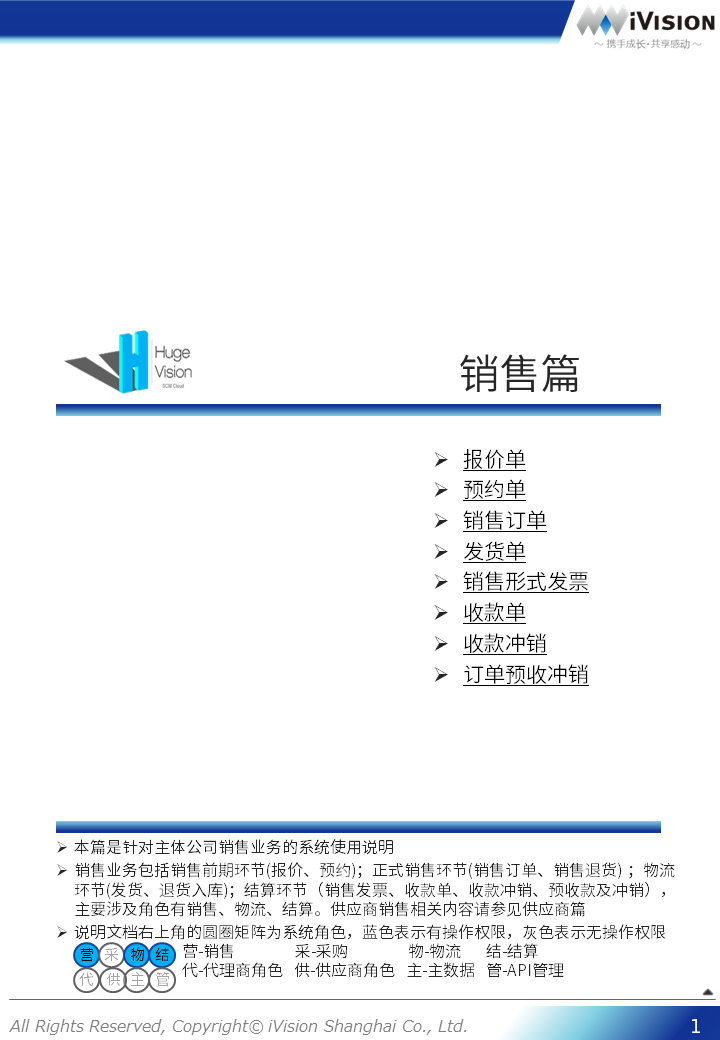 iVISION
～ 携手成长·共享感动 ～
Huge
Vision
SCM Cloud
销售篇
➢ 报价单
➢ 预约单
➢ 销售订单
➢ 发货单
➢ 销售形式发票
➢ 收款单
➢ 收款冲销
➢ 订单预收冲销
➢ 本篇是针对主体公司销售业务的系统使用说明
➢ 销售业务包括销售前期环节(报价、预约)；正式销售环节(销售订单、销售退货) ；物流
环节(发货、退货入库)；结算环节（销售发票、收款单、收款冲销、预收款及冲销），
主要涉及角色有销售、物流、结算。供应商销售相关内容请参见供应商篇
➢ 说明文档右上角的圆圈矩阵为系统角色，蓝色表示有操作权限，灰色表示无操作权限
营 采 物 结 营-销售 采-采购 物-物流 结-结算
代 供 主 管 代-代理商角色 供-供应商角色 主-主数据 管-API管理
All Rights Reserved, Copyright© iVision Shanghai Co., Ltd.
1